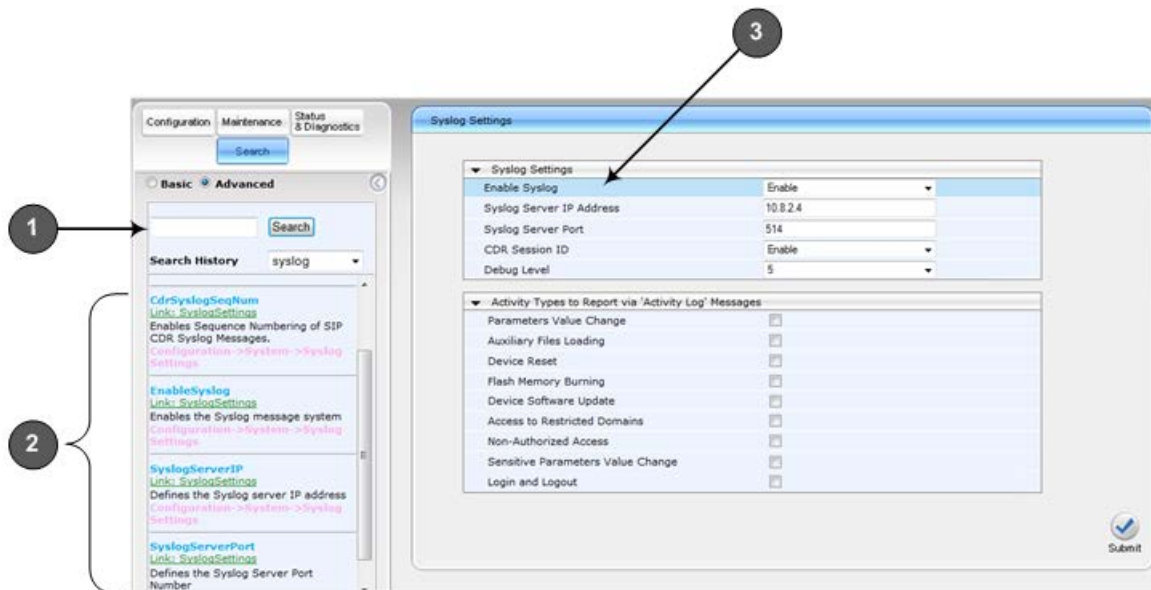 3
Configuration Maintenance Status & Diagnostics
Search
Basic Advanced
1
Search
Search History syslog
2
CdrSyslogSeqNum
Link: SyslogSettings
Enables Sequence Numbering of SIP
CDR Syslog Messages.
Configuration->System->Syslog
Settings
EnableSyslog
Link: SyslogSettings
Enables the Syslog message system
Configuration->System->Syslog
Settings
SyslogServerIP
Link: SyslogSettings
Defines the Syslog server IP address
Configuration->System->Syslog
Settings
SyslogServerPort
Link: SyslogSettings
Defines the Syslog Server Port
Number
Syslog Settings
Syslog Settings
Enable Syslog Enable
Syslog Server IP Address 10.8.2.4
Syslog Server Port 514
CDR Session ID Enable
Debug Level 5
Activity Types to Report via 'Activity Log' Messages
Parameters Value Change
Auxiliary Files Loading
Device Reset
Flash Memory Burning
Device Software Update
Access to Restricted Domains
Non-Authorized Access
Sensitive Parameters Value Change
Login and Logout
Submit